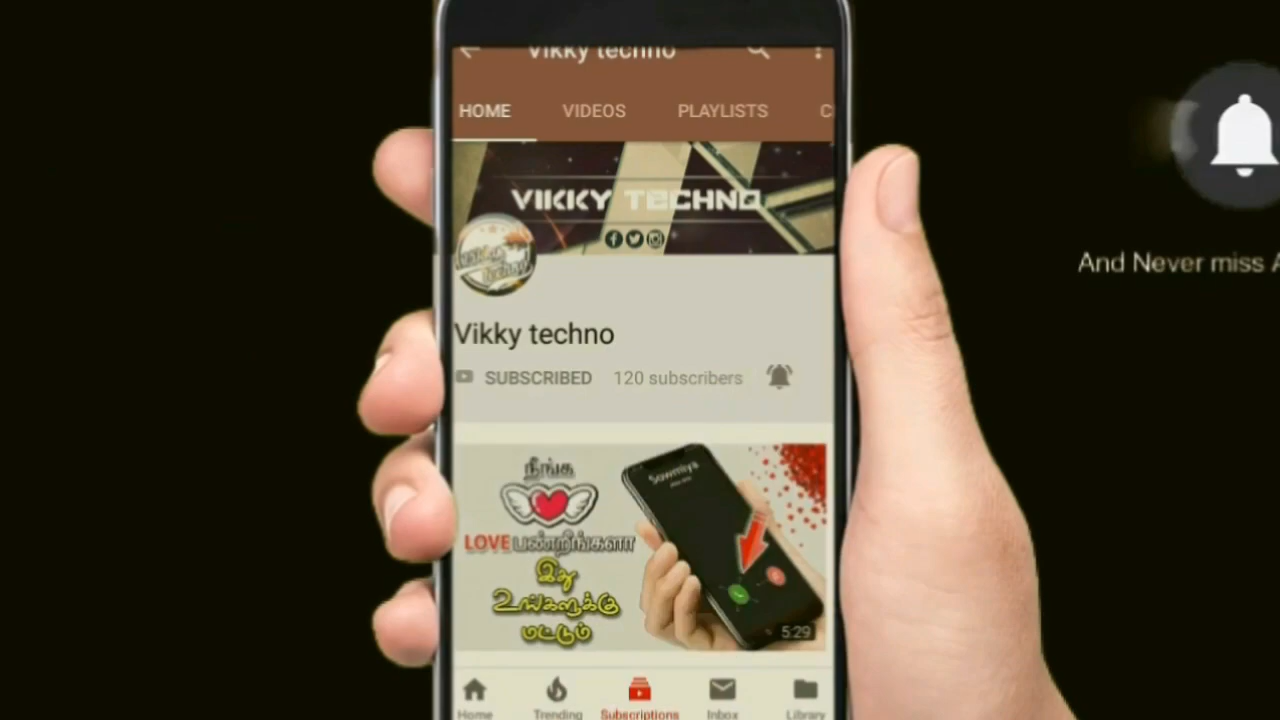 Vikky techno
HOME VIDEOS PLAYLISTS C
VIKKY TECHNO
Vikky techno
SUBSCRIBED 120 subscribers
And Never miss A
நீங்க
LOVE பண்றீங்களா
இது
உங்களுக்கு
மட்டும்
Sowmiya
5:29
Home Trending Subscriptions Inbox Library